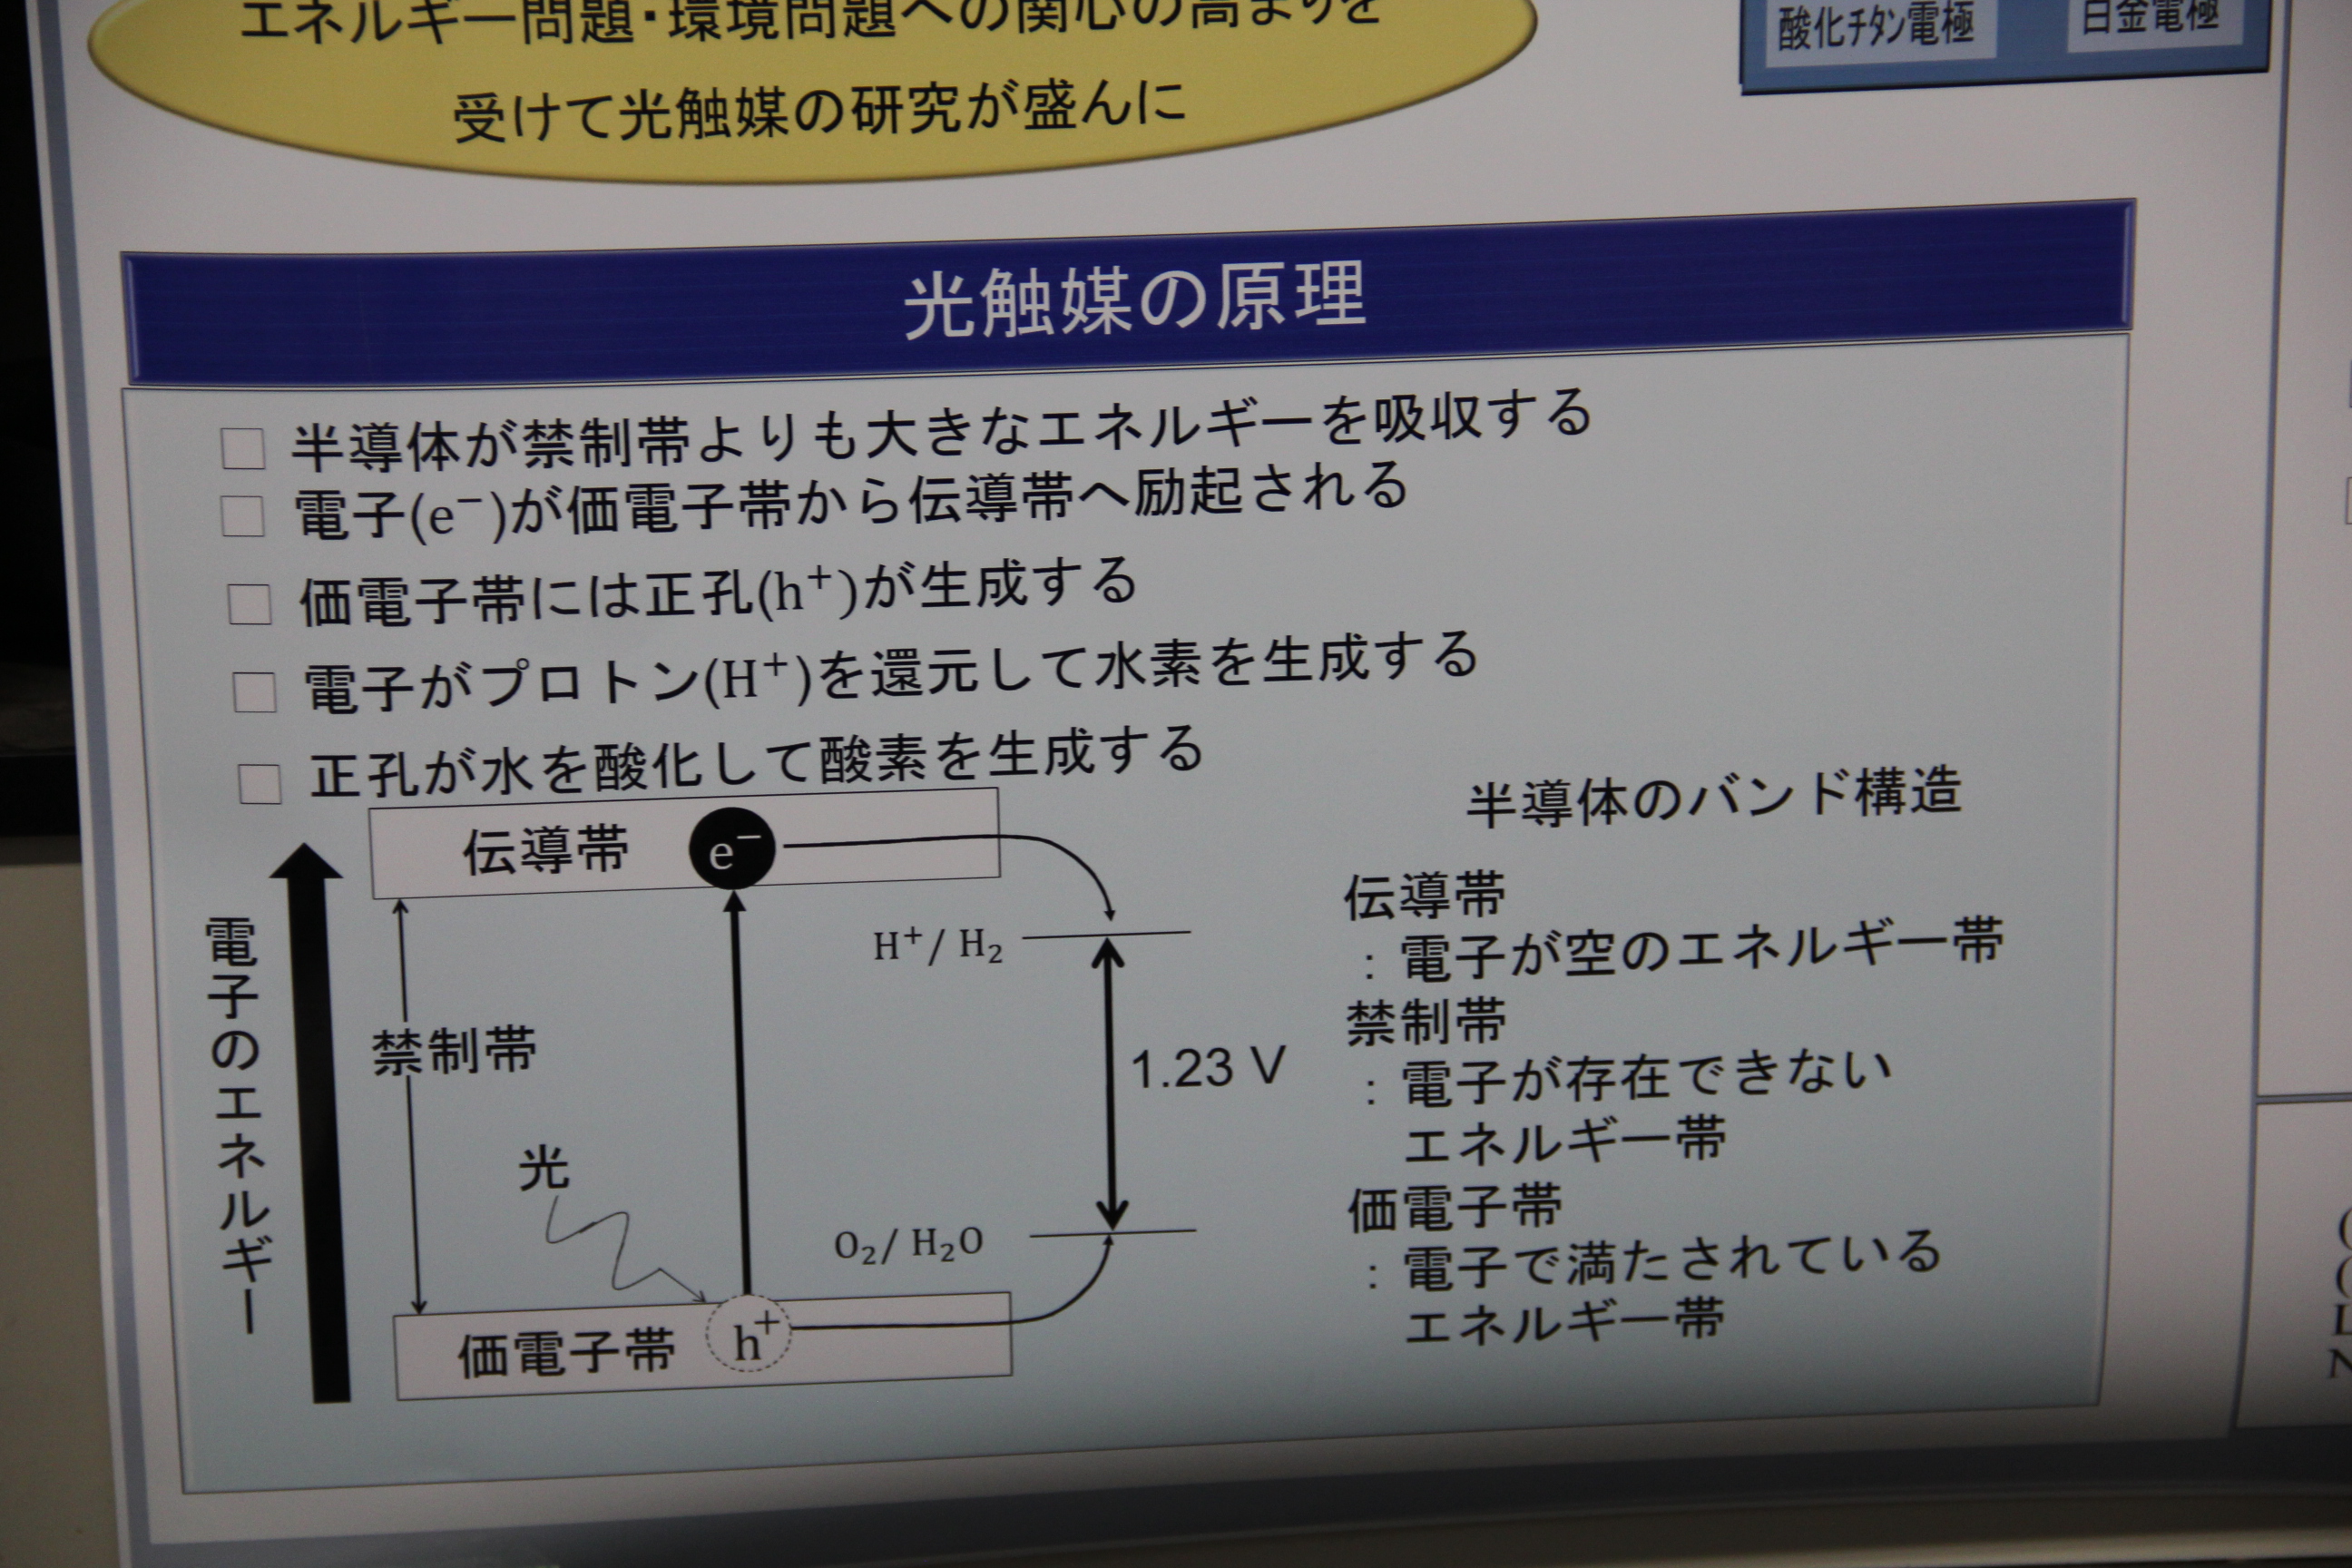 エネルギー問題・環境問題への関心の高まりを
受けて光触媒の研究が盛んに
酸化チタン電極
白金電極
光触媒の原理
□ 半導体が禁制帯よりも大きなエネルギーを吸収する
□ 電子(e⁻)が価電子帯から伝導帯へ励起される
□ 価電子帯には正孔(h⁺)が生成する
□ 電子がプロトン(H⁺)を還元して水素を生成する
□ 正孔が水を酸化して酸素を生成する
電子のエネルギー
伝導帯
e⁻
H⁺/ H₂
禁制帯
1.23 V
光
O₂/ H₂O
価電子帯
h⁺
半導体のバンド構造
伝導帯
：電子が空のエネルギー帯
禁制帯
：電子が存在できない
エネルギー帯
価電子帯
：電子で満たされている
エネルギー帯